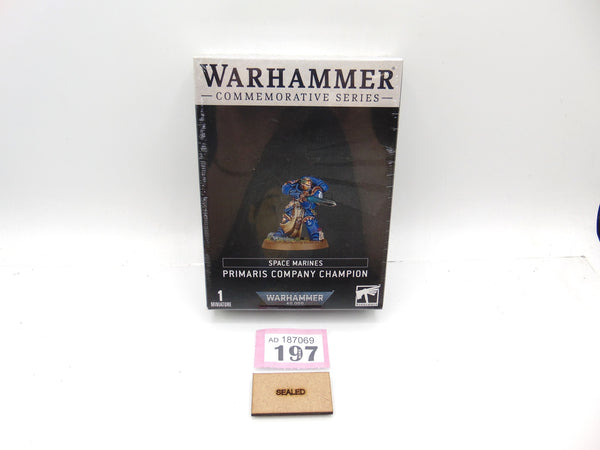 WARHAMMER
COMMEMORATIVE SERIES
SPACE MARINES
PRIMARIS COMPANY CHAMPION
1
MINIATURE
WARHAMMER
40,000
AD 187069
197
SEALED